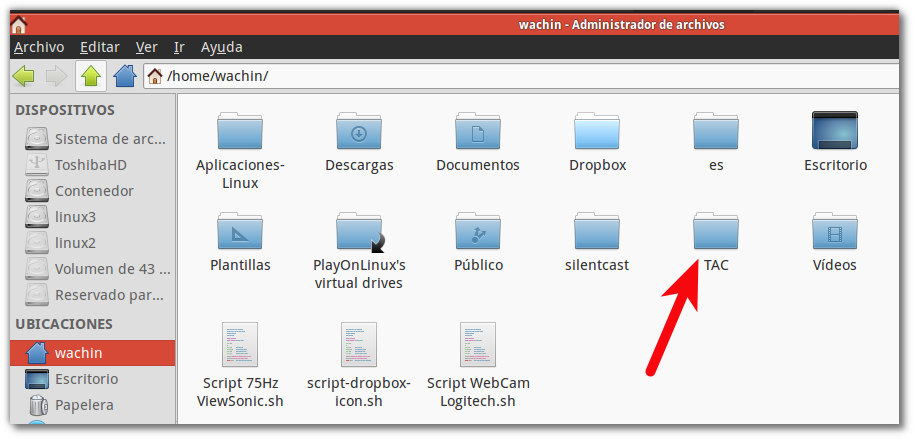 wachin - Administrador de archivos
Archivo Editar Ver Ir Ayuda
/home/wachin/
DISPOSITIVOS
Sistema de arc...
ToshibaHD
Contenedor
linux3
linux2
Volumen de 43 ...
Reservado par...
UBICACIONES
wachin
Escritorio
Papelera
Aplicaciones-
Linux
Descargas
Documentos
Dropbox
es
Escritorio
Plantillas
PlayOnLinux's
virtual drives
Público
silentcast
TAC
Vídeos
Script 75Hz
ViewSonic.sh
script-dropbox-
icon.sh
Script WebCam
Logitech.sh